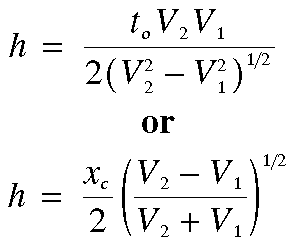 h = t_o V_2 V_1 / 2(V_2^2 − V_1^2)^{1/2}
or
h = x_c / 2 (V_2 − V_1 / V_2 + V_1)^{1/2}